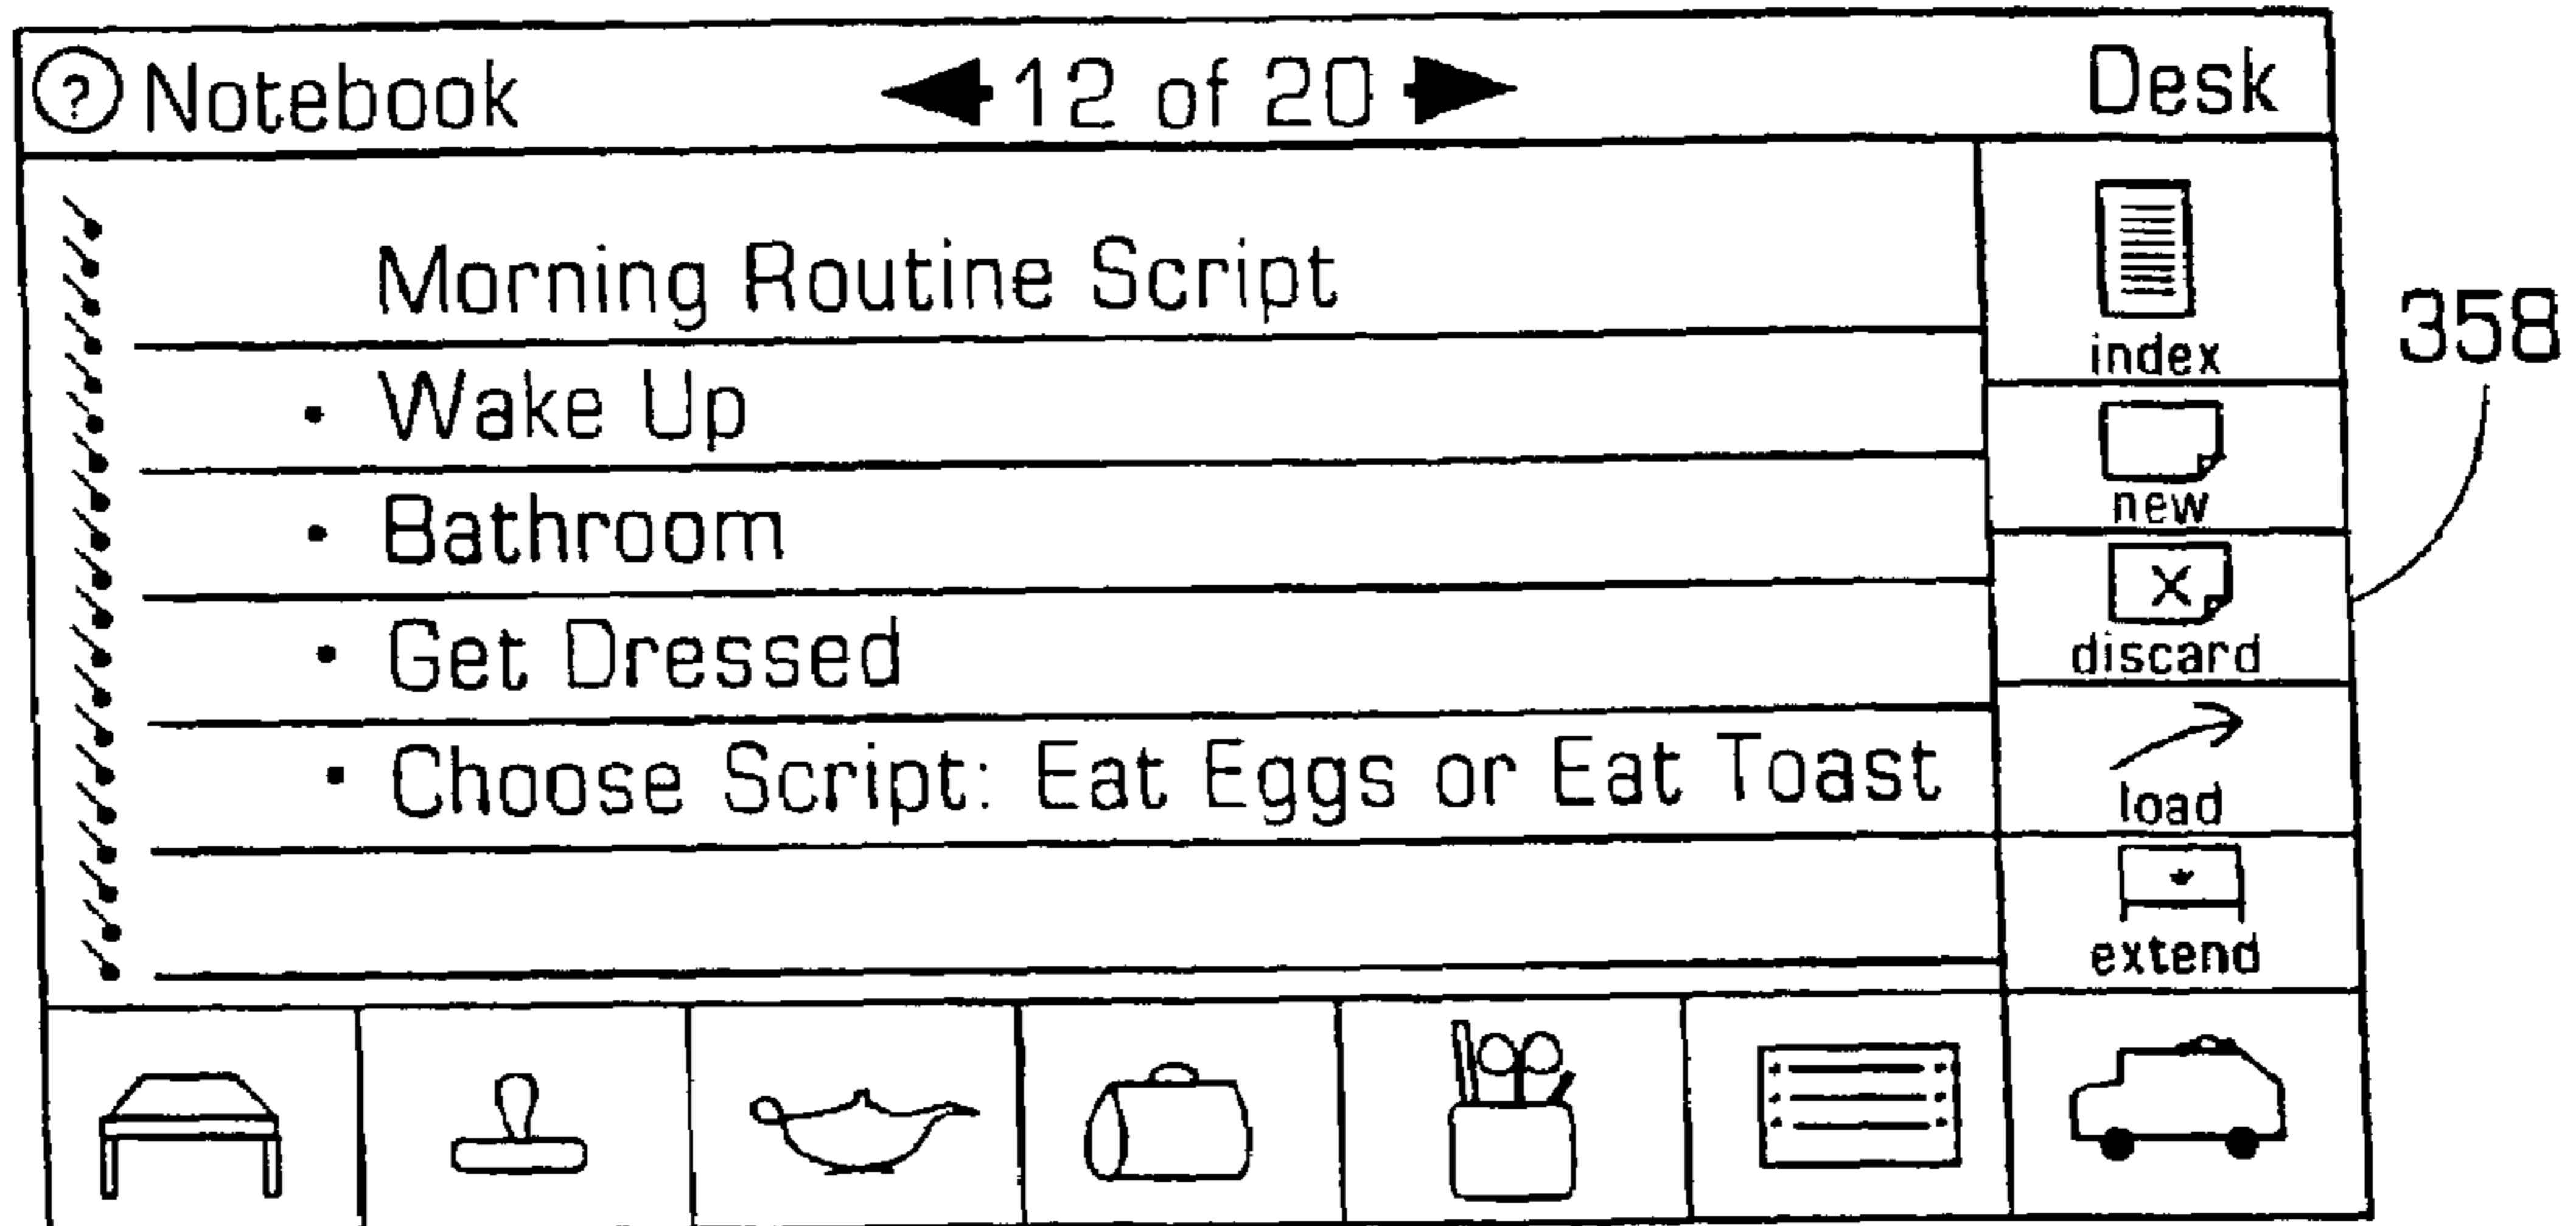 ? Notebook 12 of 20 Desk
Morning Routine Script
• Wake Up
• Bathroom
• Get Dressed
• Choose Script: Eat Eggs or Eat Toast
index
new
X
discard
load
extend
358